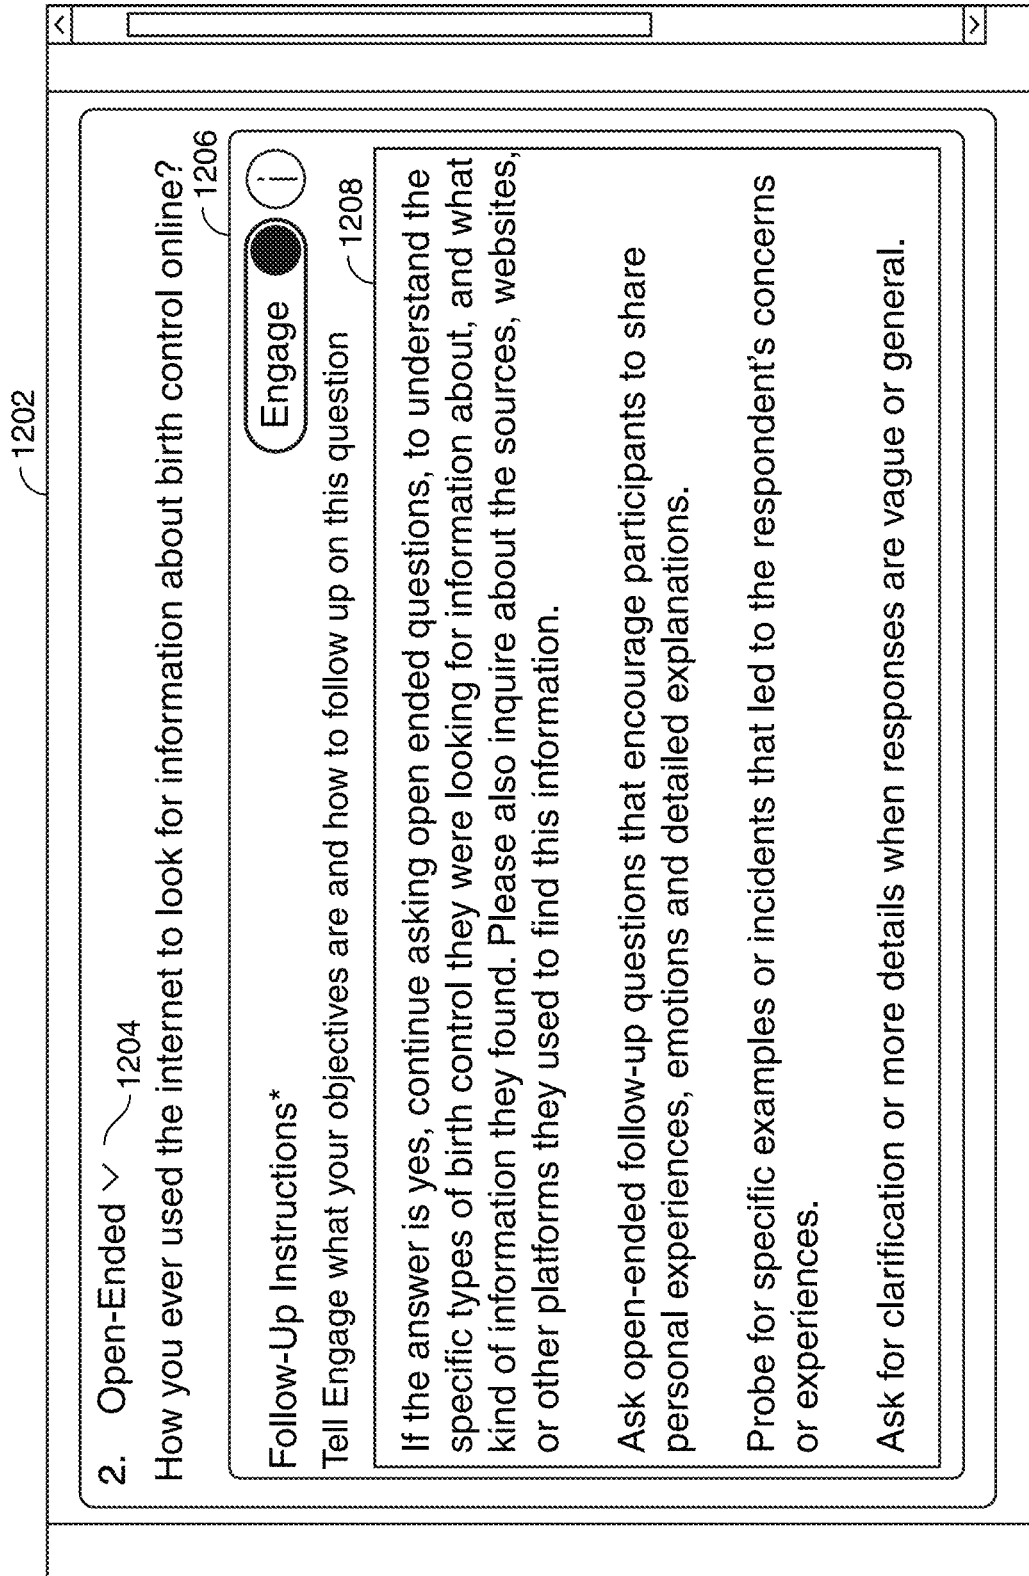 1202
2. Open-Ended
1204
How you ever used the internet to look for information about birth control online?
1206
Engage i
Follow-Up Instructions*
Tell Engage what your objectives are and how to follow up on this question
1208
If the answer is yes, continue asking open ended questions, to understand the
specific types of birth control they were looking for information about, and what
kind of information they found. Please also inquire about the sources, websites,
or other platforms they used to find this information.
Ask open-ended follow-up questions that encourage participants to share
personal experiences, emotions and detailed explanations.
Probe for specific examples or incidents that led to the respondent's concerns
or experiences.
Ask for clarification or more details when responses are vague or general.